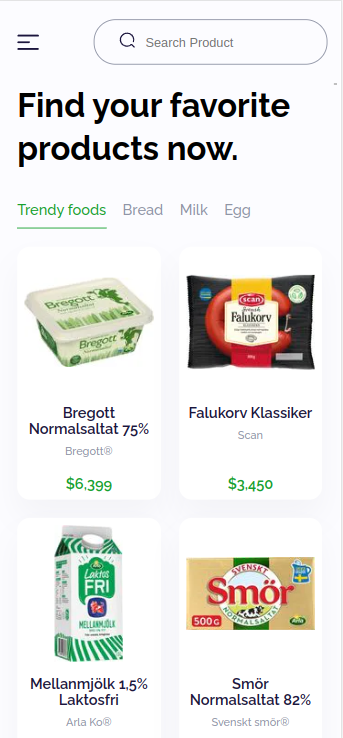 Search Product
Find your favorite
products now.
Trendy foods
Bread
Milk
Egg
Bregott
Normalsaltat
Bregott
Normalsaltat
scan
Svensk
Falukorv
KLASSIKER
Bregott
Normalsaltat 75%
Bregott®
$6,399
Falukorv Klassiker
Scan
$3,450
Laktos
FRI
MELLANMJÖLK
SVENSKT
Smör
NORMALSALTAT
500 G
Arla
Mellanmjölk 1,5%
Laktosfri
Arla Ko®
Smör
Normalsaltat 82%
Svenskt smör®